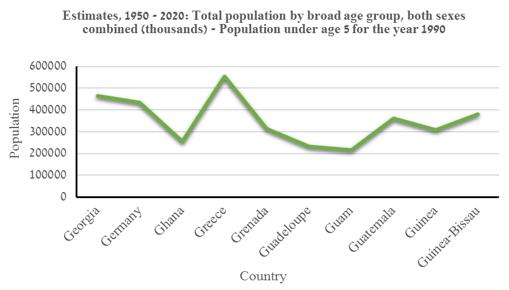 Estimates, 1950 - 2020: Total population by broad age group, both sexes
combined (thousands) - Population under age 5 for the year 1990
600000
500000
400000
300000
200000
100000
0
Population
Georgia
Germany
Ghana
Greece
Grenada
Guadeloupe
Guam
Guatemala
Guinea
Guinea-Bissau
Country